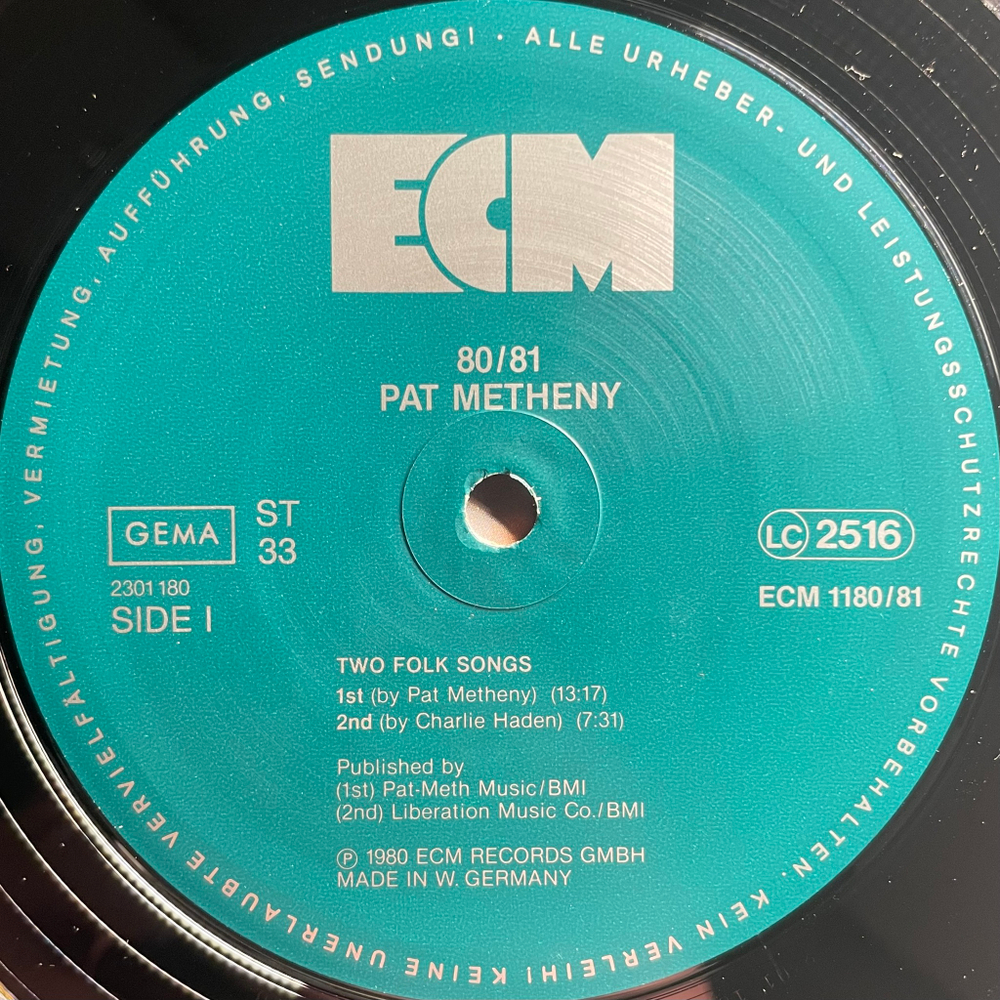 ALLE URHEBER- UND LEISTUNGSSCHUTZRECHTE VORBEHALTEN. KEIN VERLEIH! KEINE UNERLAUBTE VERVIELFÄLTIGUNG, VERMIETUNG, AUFFÜHRUNG, SENDUNG! ·
ECM
80/81
PAT METHENY
GEMA
ST
33
2301 180
SIDE I
LC 2516
ECM 1180/81
TWO FOLK SONGS
1st (by Pat Metheny) (13:17)
2nd (by Charlie Haden) (7:31)
Published by
(1st) Pat-Meth Music/BMI
(2nd) Liberation Music Co./BMI
℗ 1980 ECM RECORDS GMBH
MADE IN W. GERMANY